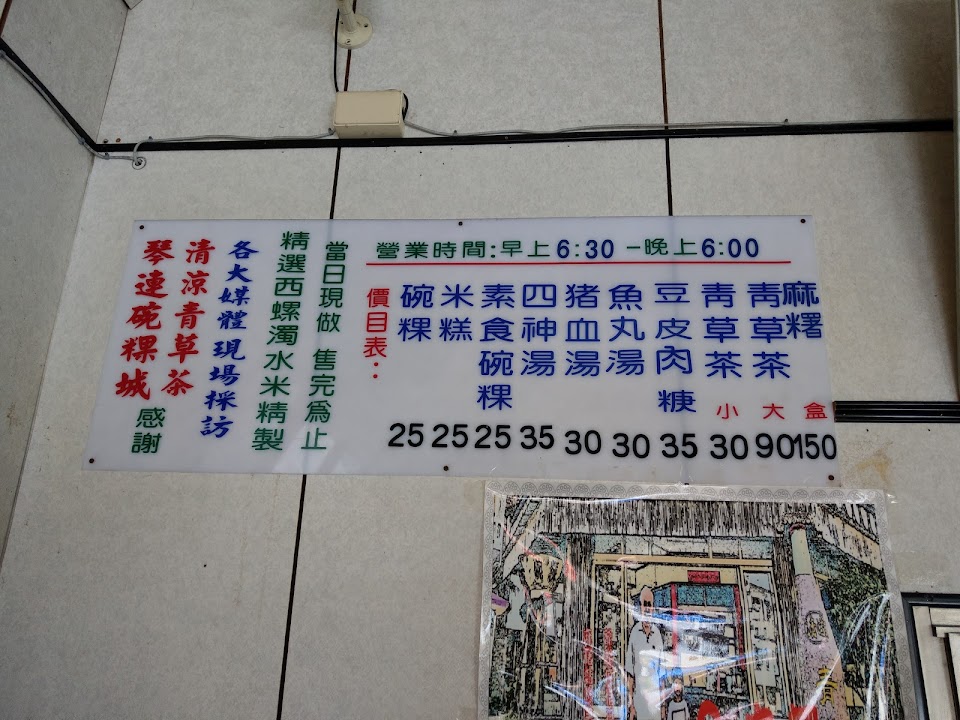 營業時間:早上6:30 –晚上6:00
價目表:
碗粿 25
米糕 25
素食碗粿 25
四神湯 35
猪血湯 30
魚丸湯 30
豆皮肉糖 35
青草茶 小 30
青草茶 大 90
麻糬 盒 150
當日現做 售完為止
精選西螺濁水米精製
各大媒體現場採訪
清涼青草茶
琴連碗粿城
感謝